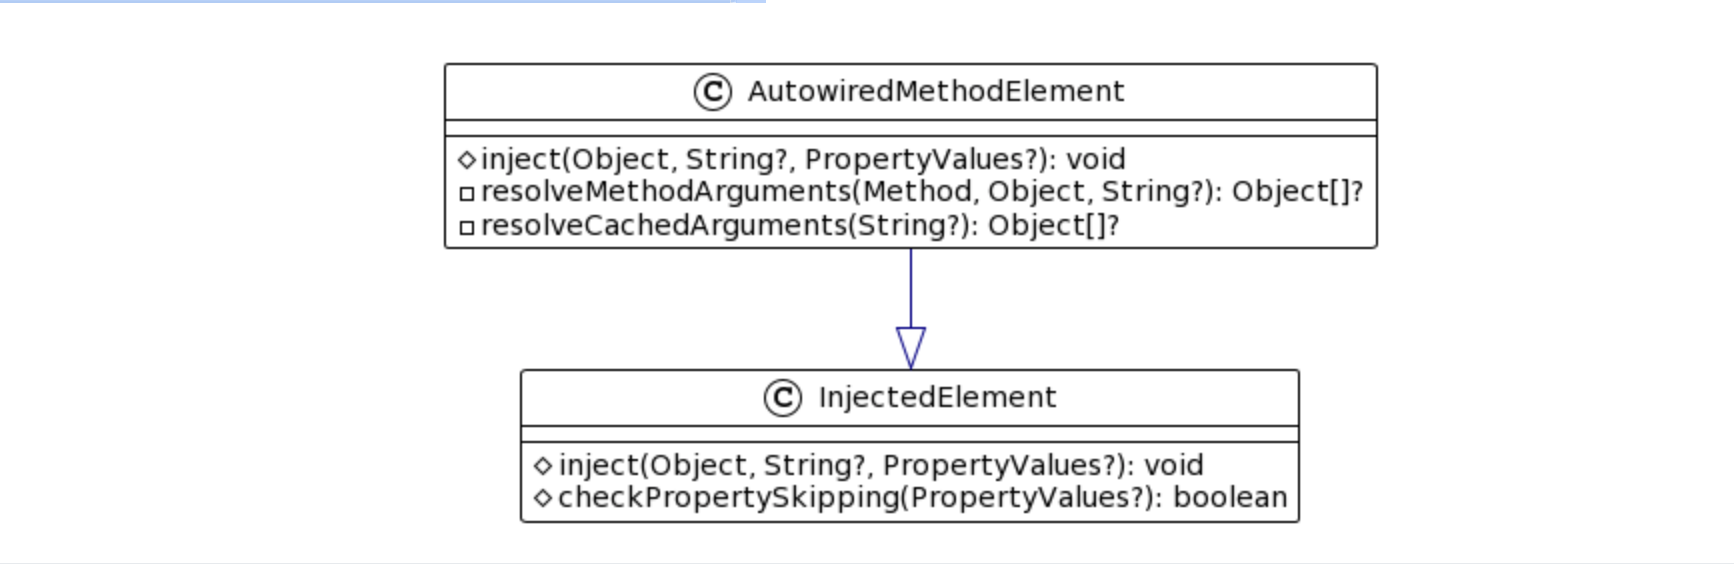 C AutowiredMethodElement
inject(Object, String?, PropertyValues?): void
resolveMethodArguments(Method, Object, String?): Object[]?
resolveCachedArguments(String?): Object[]?
C InjectedElement
inject(Object, String?, PropertyValues?): void
checkPropertySkipping(PropertyValues?): boolean